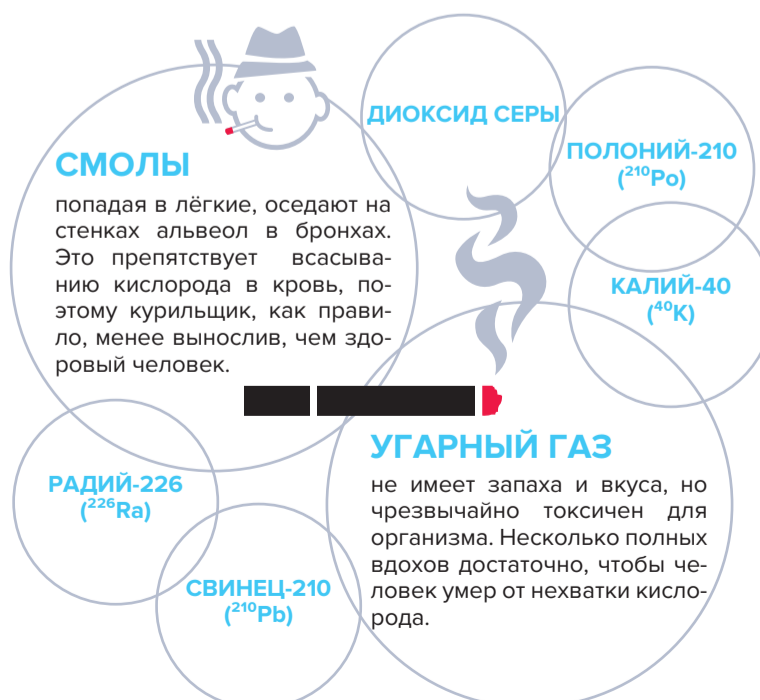 ДИОКСИД СЕРЫ
ПОЛОНИЙ-210
(²¹⁰Po)
СМОЛЫ
попадая в лёгкие, оседают на
стенках альвеол в бронхах.
Это препятствует всасыва-
нию кислорода в кровь, по-
этому курильщик, как прави-
ло, менее вынослив, чем здо-
ровый человек.
КАЛИЙ-40
(⁴⁰K)
УГАРНЫЙ ГАЗ
не имеет запаха и вкуса, но
чрезвычайно токсичен для
организма. Несколько полных
вдохов достаточно, чтобы че-
ловек умер от нехватки кисло-
рода.
РАДИЙ-226
(²²⁶Ra)
СВИНЕЦ-210
(²¹⁰Pb)